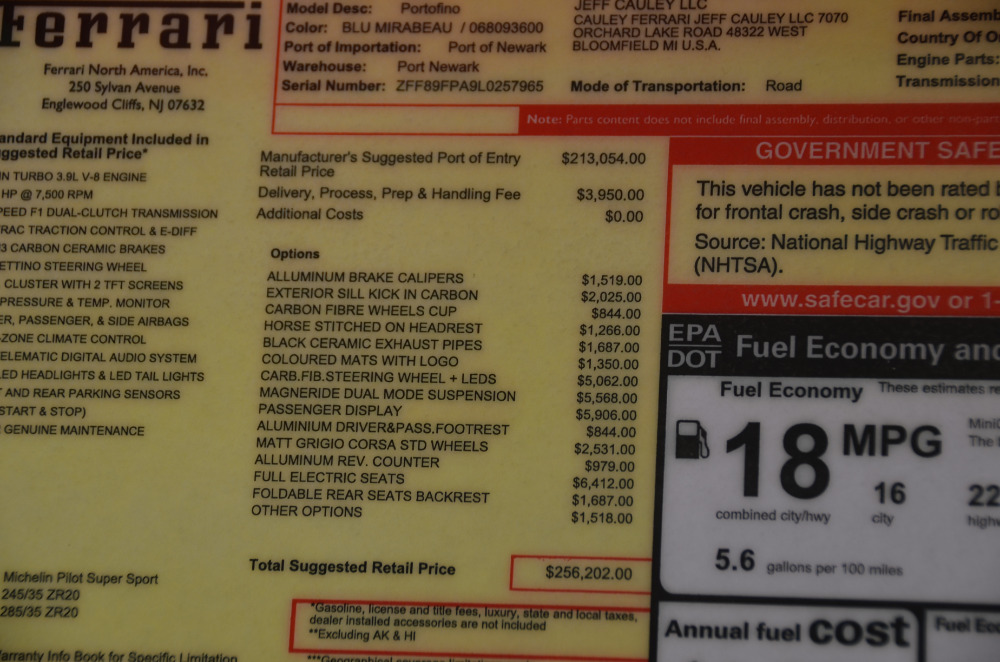 Ferrari
Ferrari North America, Inc.
250 Sylvan Avenue
Englewood Cliffs, NJ 07632
Model Desc: Portofino
Color: BLU MIRABEAU / 068093600
Port of Importation: Port of Newark
Warehouse: Port Newark
Serial Number: ZFF89FPA9L0257965
JEFF CAULEY LLC
CAULEY FERRARI JEFF CAULEY LLC 7070
ORCHARD LAKE ROAD 48322 WEST
BLOOMFIELD MI U.S.A.
Mode of Transportation: Road
Final Assemb
Country Of O
Engine Parts:
Transmission
Note: Parts content does not include final assembly, distribution, or other non-part
andard Equipment Included in
ggested Retail Price*
IN TURBO 3.9L V-8 ENGINE
HP @ 7,500 RPM
PEED F1 DUAL-CLUTCH TRANSMISSION
RAC TRACTION CONTROL & E-DIFF
3 CARBON CERAMIC BRAKES
ETTINO STEERING WHEEL
CLUSTER WITH 2 TFT SCREENS
PRESSURE & TEMP. MONITOR
ER, PASSENGER, & SIDE AIRBAGS
ZONE CLIMATE CONTROL
ELEMATIC DIGITAL AUDIO SYSTEM
LED HEADLIGHTS & LED TAIL LIGHTS
T AND REAR PARKING SENSORS
START & STOP)
GENUINE MAINTENANCE
Michelin Pilot Super Sport
245/35 ZR20
285/35 ZR20
arranty Info Book for Specific Limitation
Manufacturer's Suggested Port of Entry
Retail Price $213,054.00
Delivery, Process, Prep & Handling Fee $3,950.00
Additional Costs $0.00
Options
ALLUMINUM BRAKE CALIPERS $1,519.00
EXTERIOR SILL KICK IN CARBON $2,025.00
CARBON FIBRE WHEELS CUP $844.00
HORSE STITCHED ON HEADREST $1,266.00
BLACK CERAMIC EXHAUST PIPES $1,687.00
COLOURED MATS WITH LOGO $1,350.00
CARB.FIB.STEERING WHEEL + LEDS $5,062.00
MAGNERIDE DUAL MODE SUSPENSION $5,568.00
PASSENGER DISPLAY $5,906.00
ALUMINIUM DRIVER&PASS.FOOTREST $844.00
MATT GRIGIO CORSA STD WHEELS $2,531.00
ALLUMINUM REV. COUNTER $979.00
FULL ELECTRIC SEATS $6,412.00
FOLDABLE REAR SEATS BACKREST $1,687.00
OTHER OPTIONS $1,518.00
Total Suggested Retail Price $256,202.00
*Gasoline, license and title fees, luxury, state and local taxes,
dealer installed accessories are not included
**Excluding AK & HI
GOVERNMENT SAFE
This vehicle has not been rated b
for frontal crash, side crash or ro
Source: National Highway Traffic
(NHTSA).
www.safecar.gov or 1-
EPA
DOT
Fuel Economy and
Fuel Economy These estimates re
18 MPG
combined city/hwy
16
city
22
highw
Mini
The
5.6 gallons per 100 miles
Annual fuel cost
Fuel Eco